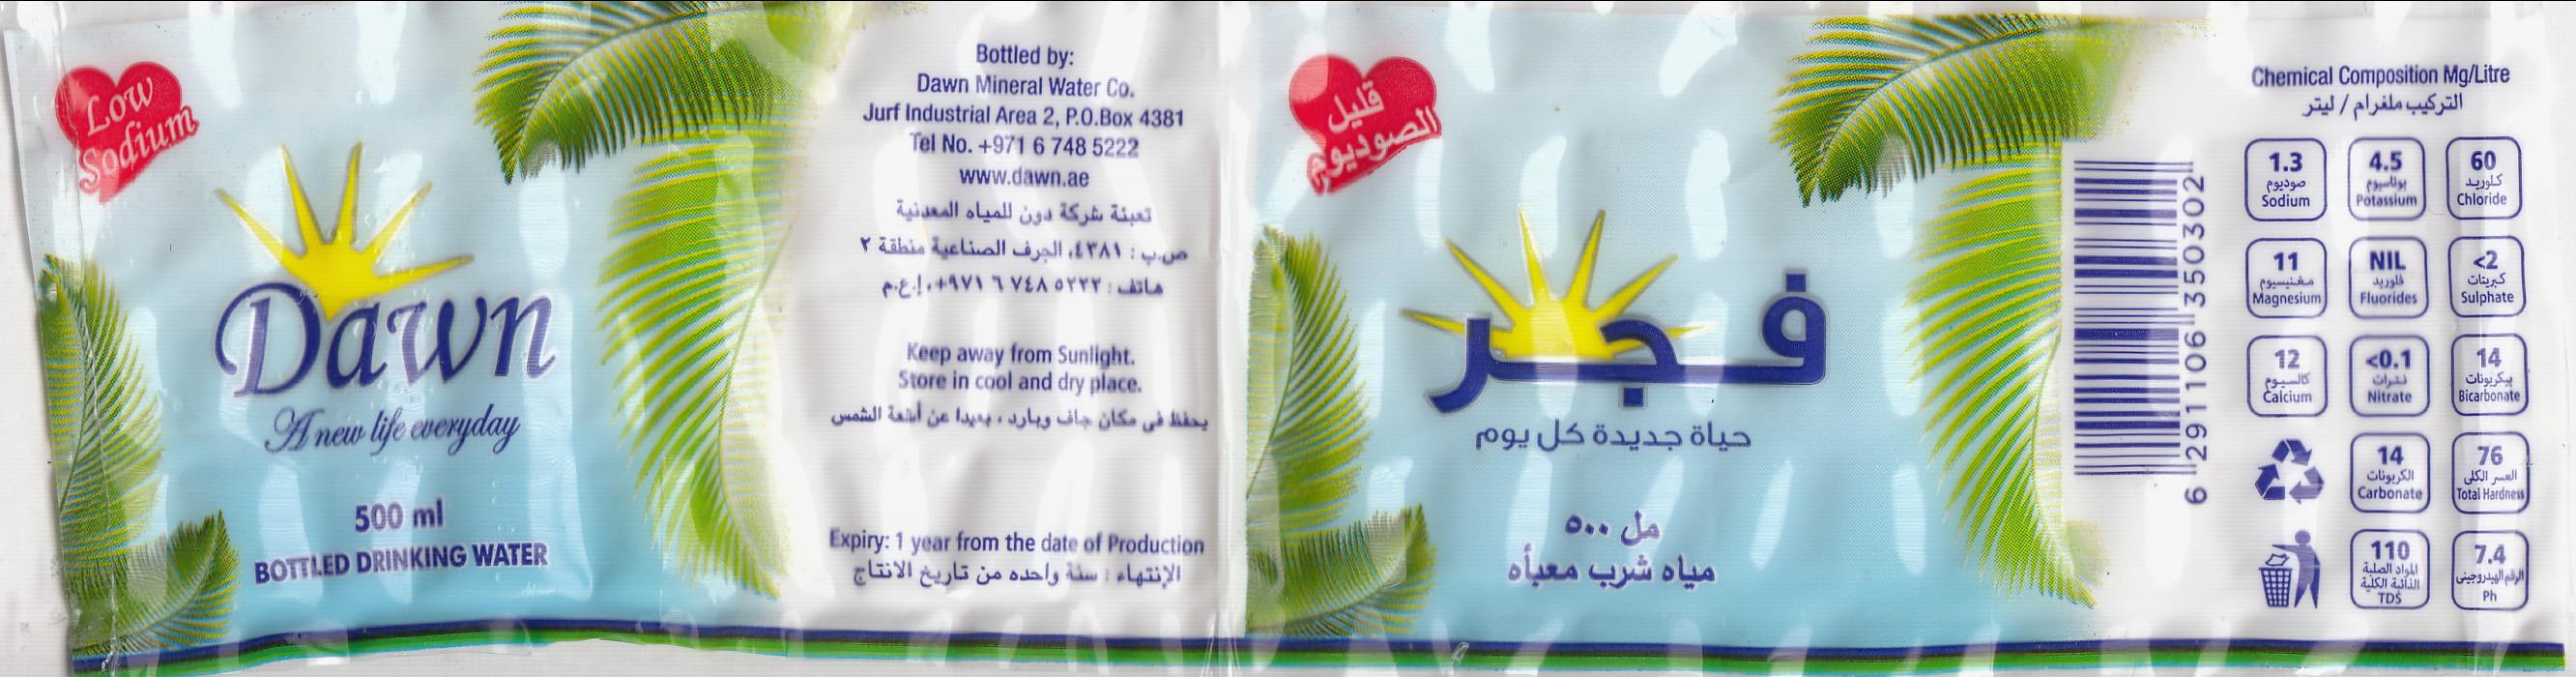 Low
Sodium
Dawn
A new life everyday
500 ml
BOTTLED DRINKING WATER
Bottled by:
Dawn Mineral Water Co.
Jurf Industrial Area 2, P.O.Box 4381
Tel No. +971 6 748 5222
www.dawn.ae
تعبئة شركة دون للمياه المعدنية
ص.ب : ٤٣٨١، الجرف الصناعية منطقة ٢
هاتف : ٥٢٢٢ ٧٤٨ ٦ ٩٧١+، إ.ع.م
Keep away from Sunlight.
Store in cool and dry place.
يحفظ في مكان جاف وبارد ، بعيدا عن أشعة الشمس
Expiry: 1 year from the date of Production
الإنتهاء : سنة واحده من تاريخ الانتاج
قليل
الصوديوم
فجر
حياة جديدة كل يوم
٥٠٠ مل
مياه شرب معبأه
6 291106 350302
Chemical Composition Mg/Litre
التركيب ملغرام / ليتر
1.3
صوديوم
Sodium
4.5
بوتاسيوم
Potassium
60
كلوريد
Chloride
11
مغنيسيوم
Magnesium
NIL
فلوريد
Fluorides
<2
كبريتات
Sulphate
12
كالسيوم
Calcium
<0.1
نترات
Nitrate
14
بيكربونات
Bicarbonate
14
الكربونات
Carbonate
76
العسر الكلى
Total Hardness
110
المواد الصلبة
الذائبة الكلية
TDS
7.4
الرقم الهيدروجينى
Ph